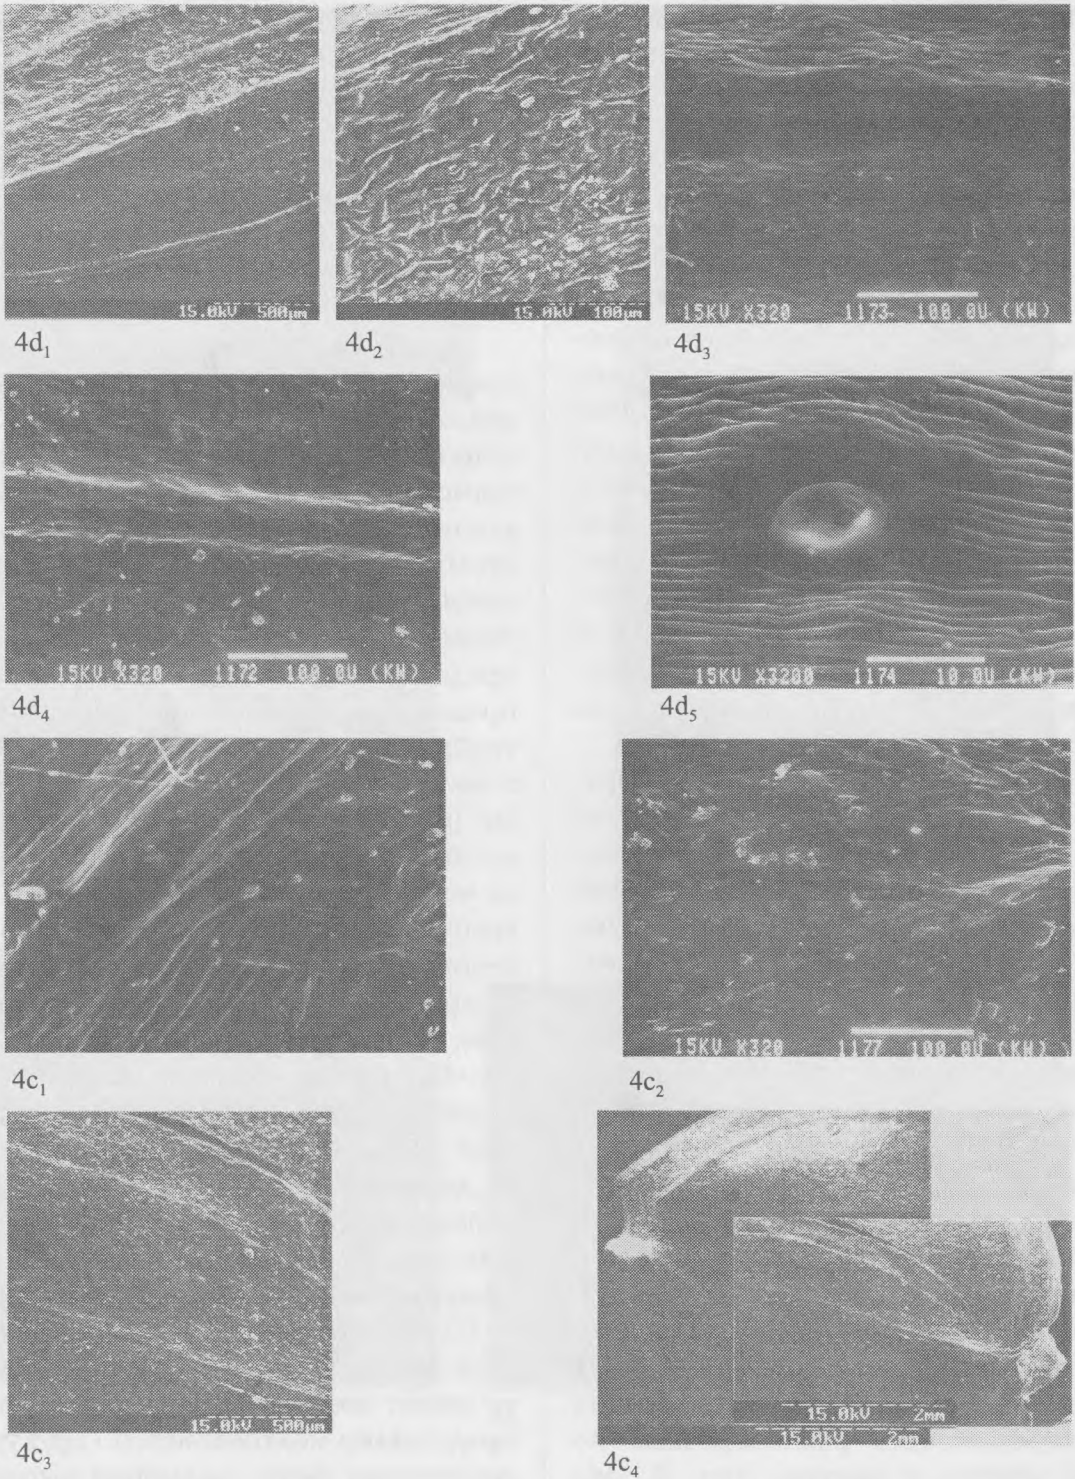 15.0kV 500µm
15.0kV 100µm
15KV X320 1173 100.0U (KW)
4d₁
4d₂
4d₃
15KV X320 1172 100.0U (KW)
15KV X3200 1174 10.0U (KW)
4d₄
4d₅
15KV X320 1177 100.0U (KW)
4c₁
4c₂
15.0kV 500µm
15.0kV 2mm
15.0kV 2mm
4c₃
4c₄